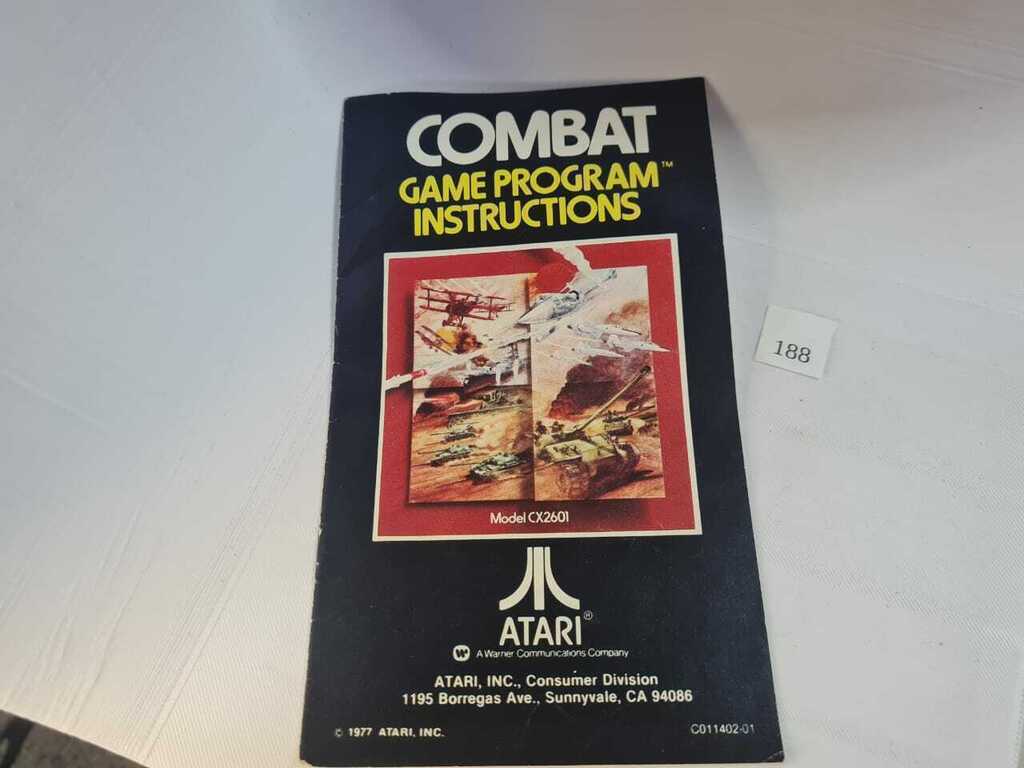 COMBAT
GAME PROGRAM™
INSTRUCTIONS
188
Model CX2601
ATARI®
A Warner Communications Company
ATARI, INC., Consumer Division
1195 Borregas Ave., Sunnyvale, CA 94086
© 1977 ATARI, INC.
C011402-01